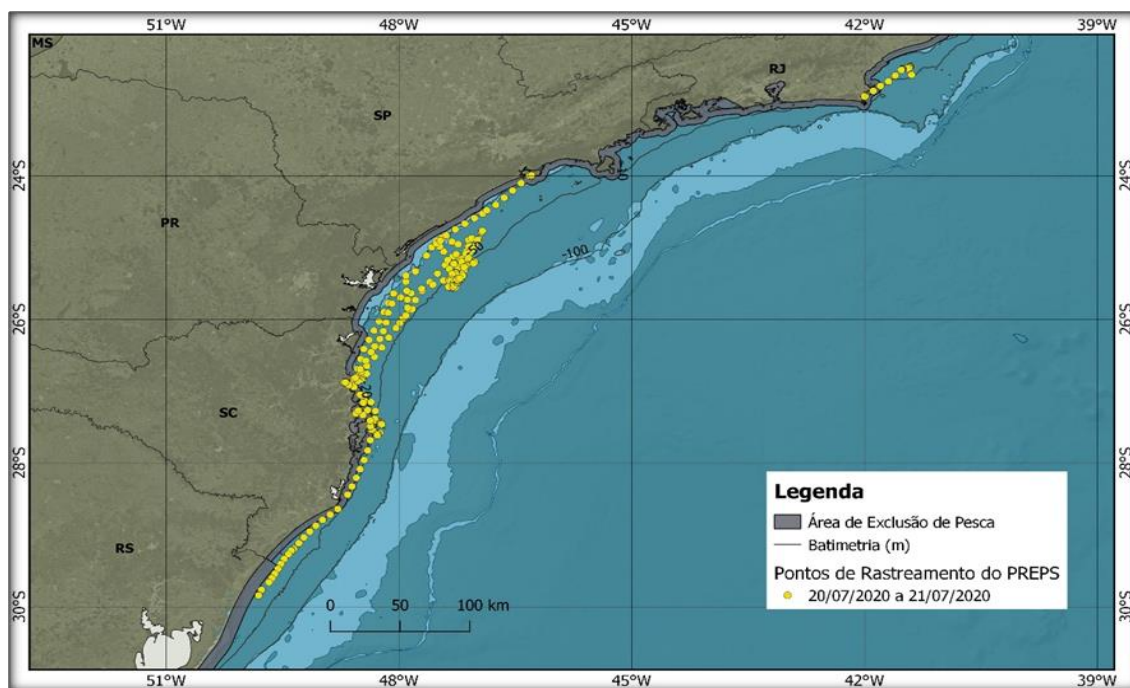 51°W 48°W 45°W 42°W 39°W
MS
RJ
SP
24°S 24°S
PR
-50
-100
26°S 26°S
SC
20
28°S 28°S
Legenda
Área de Exclusão de Pesca
RS
Batimetria (m)
Pontos de Rastreamento do PREPS
20/07/2020 a 21/07/2020
30°S 30°S
0 50 100 km
51°W 48°W 45°W 42°W 39°W